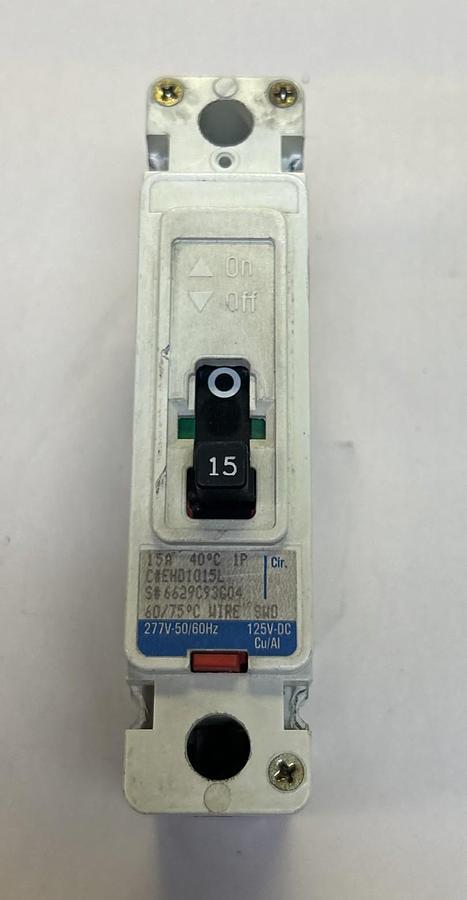 On
Off
O
15
15A 40°C 1P Cir.
C#EHD1015L
S#6629C93G04
60/75°C WIRE SWD
277V-50/60Hz 125V-DC
Cu/Al